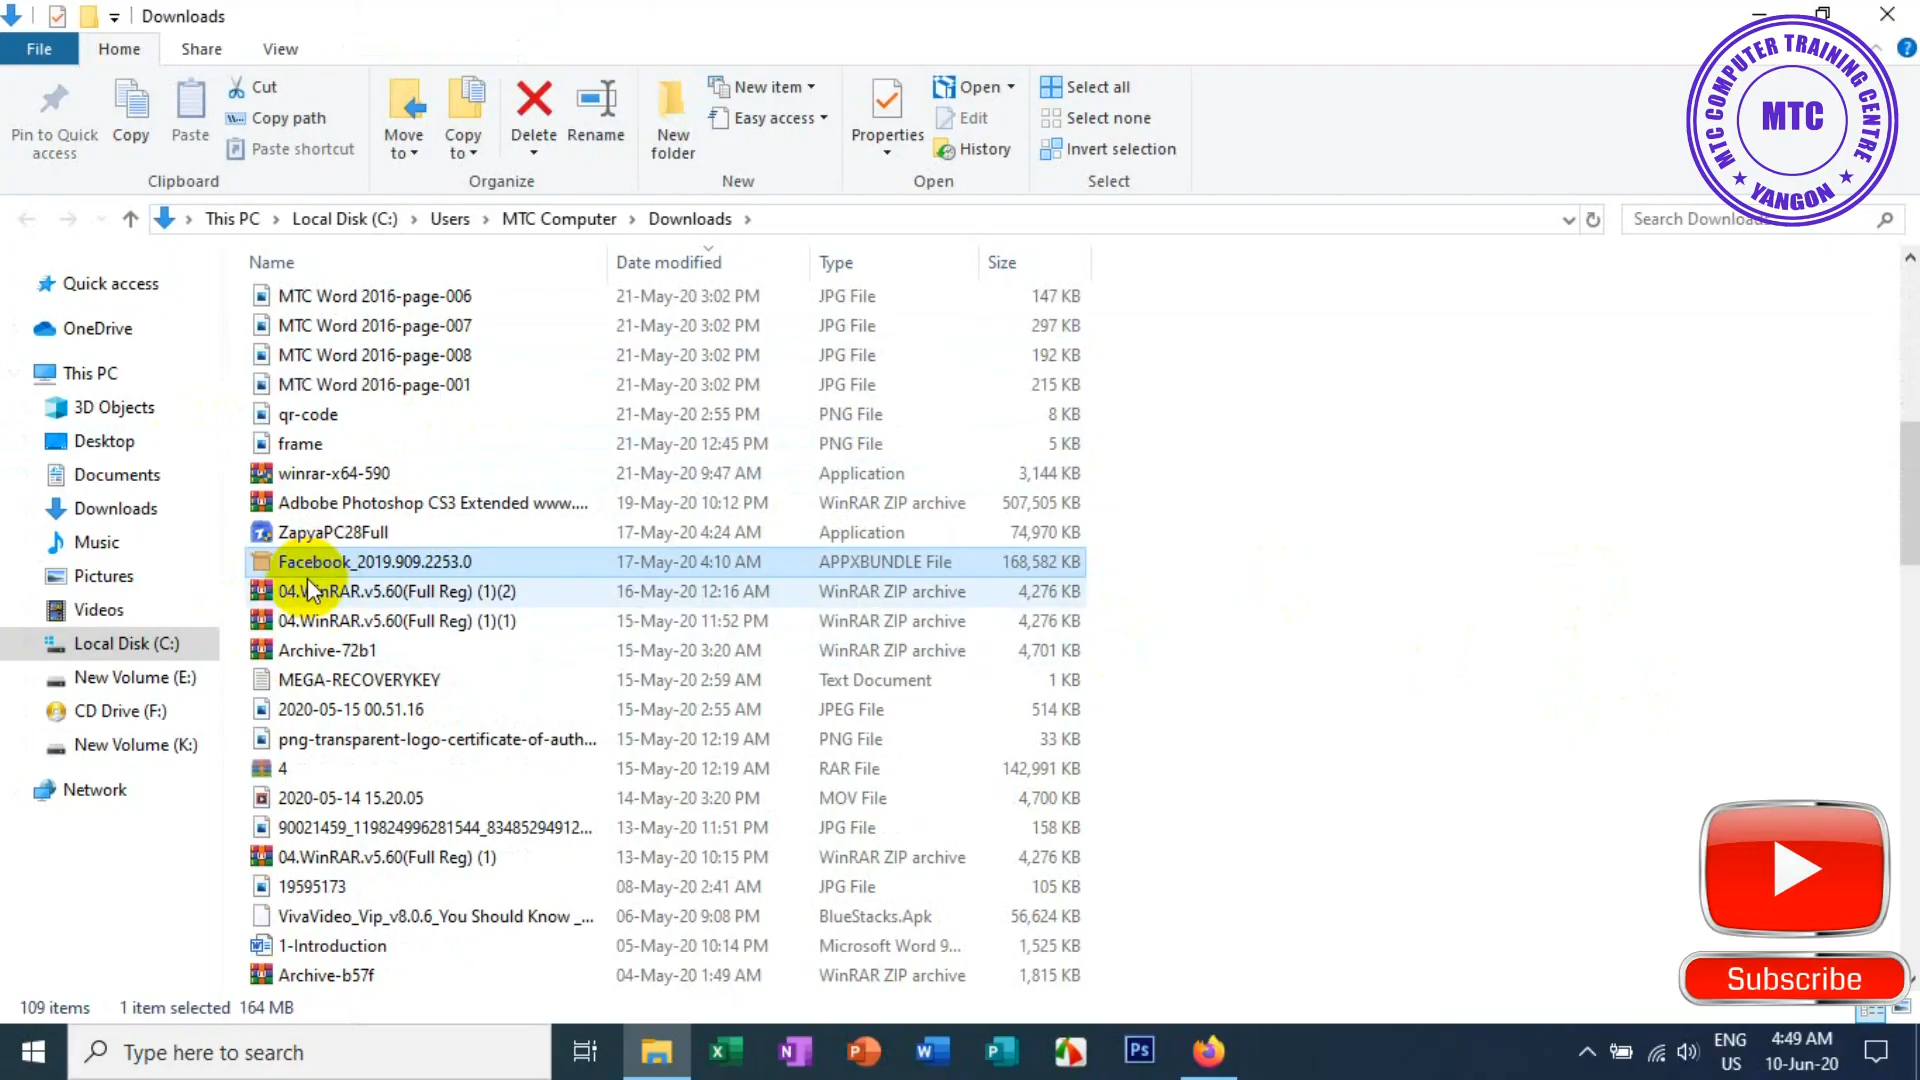 Downloads
File Home Share View
Pin to Quick access
Copy
Paste
Cut
Copy path
Paste shortcut
Clipboard
Move to
Copy to
Delete
Rename
Organize
New folder
New item
Easy access
New
Properties
Open
Edit
History
Open
Select all
Select none
Invert selection
Select
MTC COMPUTER TRAINING CENTRE
MTC
YANGON
This PC > Local Disk (C:) > Users > MTC Computer > Downloads >
Search Downloads
Quick access
OneDrive
This PC
3D Objects
Desktop
Documents
Downloads
Music
Pictures
Videos
Local Disk (C:)
New Volume (E:)
CD Drive (F:)
New Volume (K:)
Network
Name Date modified Type Size
MTC Word 2016-page-006 21-May-20 3:02 PM JPG File 147 KB
MTC Word 2016-page-007 21-May-20 3:02 PM JPG File 297 KB
MTC Word 2016-page-008 21-May-20 3:02 PM JPG File 192 KB
MTC Word 2016-page-001 21-May-20 3:02 PM JPG File 215 KB
qr-code 21-May-20 2:55 PM PNG File 8 KB
frame 21-May-20 12:45 PM PNG File 5 KB
winrar-x64-590 21-May-20 9:47 AM Application 3,144 KB
Adbobe Photoshop CS3 Extended www.... 19-May-20 10:12 PM WinRAR ZIP archive 507,505 KB
ZapyaPC28Full 17-May-20 4:24 AM Application 74,970 KB
Facebook_2019.909.2253.0 17-May-20 4:10 AM APPXBUNDLE File 168,582 KB
04.WinRAR.v5.60(Full Reg) (1)(2) 16-May-20 12:16 AM WinRAR ZIP archive 4,276 KB
04.WinRAR.v5.60(Full Reg) (1)(1) 15-May-20 11:52 PM WinRAR ZIP archive 4,276 KB
Archive-72b1 15-May-20 3:20 AM WinRAR ZIP archive 4,701 KB
MEGA-RECOVERYKEY 15-May-20 2:59 AM Text Document 1 KB
2020-05-15 00.51.16 15-May-20 2:55 AM JPEG File 514 KB
png-transparent-logo-certificate-of-auth... 15-May-20 12:19 AM PNG File 33 KB
4 15-May-20 12:19 AM RAR File 142,991 KB
2020-05-14 15.20.05 14-May-20 3:20 PM MOV File 4,700 KB
90021459_119824996281544_83485294912... 13-May-20 11:51 PM JPG File 158 KB
04.WinRAR.v5.60(Full Reg) (1) 13-May-20 10:15 PM WinRAR ZIP archive 4,276 KB
19595173 08-May-20 2:41 AM JPG File 105 KB
VivaVideo_Vip_v8.0.6_You Should Know _... 06-May-20 9:08 PM BlueStacks.Apk 56,624 KB
1-Introduction 05-May-20 10:14 PM Microsoft Word 9... 1,525 KB
Archive-b57f 04-May-20 1:49 AM WinRAR ZIP archive 1,815 KB
Subscribe
109 items 1 item selected 164 MB
Type here to search
ENG
US
4:49 AM
10-Jun-20